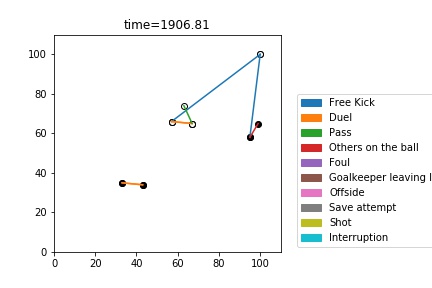 time=1906.81
100
80
60
40
20
0
0 20 40 60 80 100
Free Kick
Duel
Pass
Others on the ball
Foul
Goalkeeper leaving l
Offside
Save attempt
Shot
Interruption